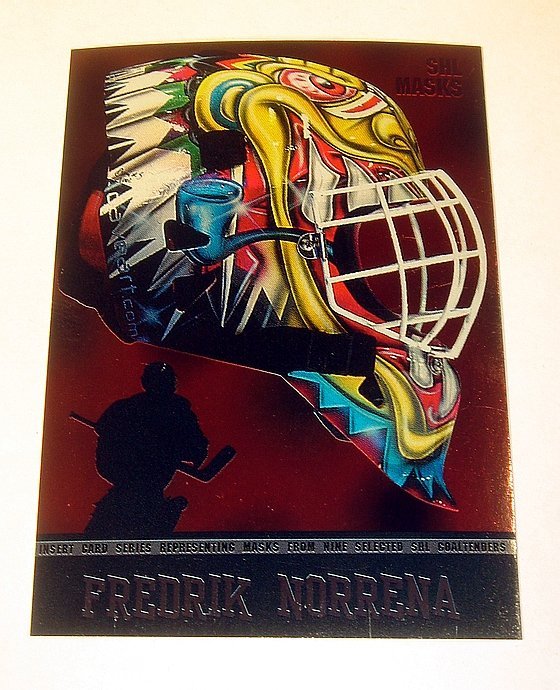 SHL
MASKS
INSERT CARD SERIES REPRESENTING MASKS FROM NINE SELECTED SHL GOALTENDERS
FREDRIK NORRENA